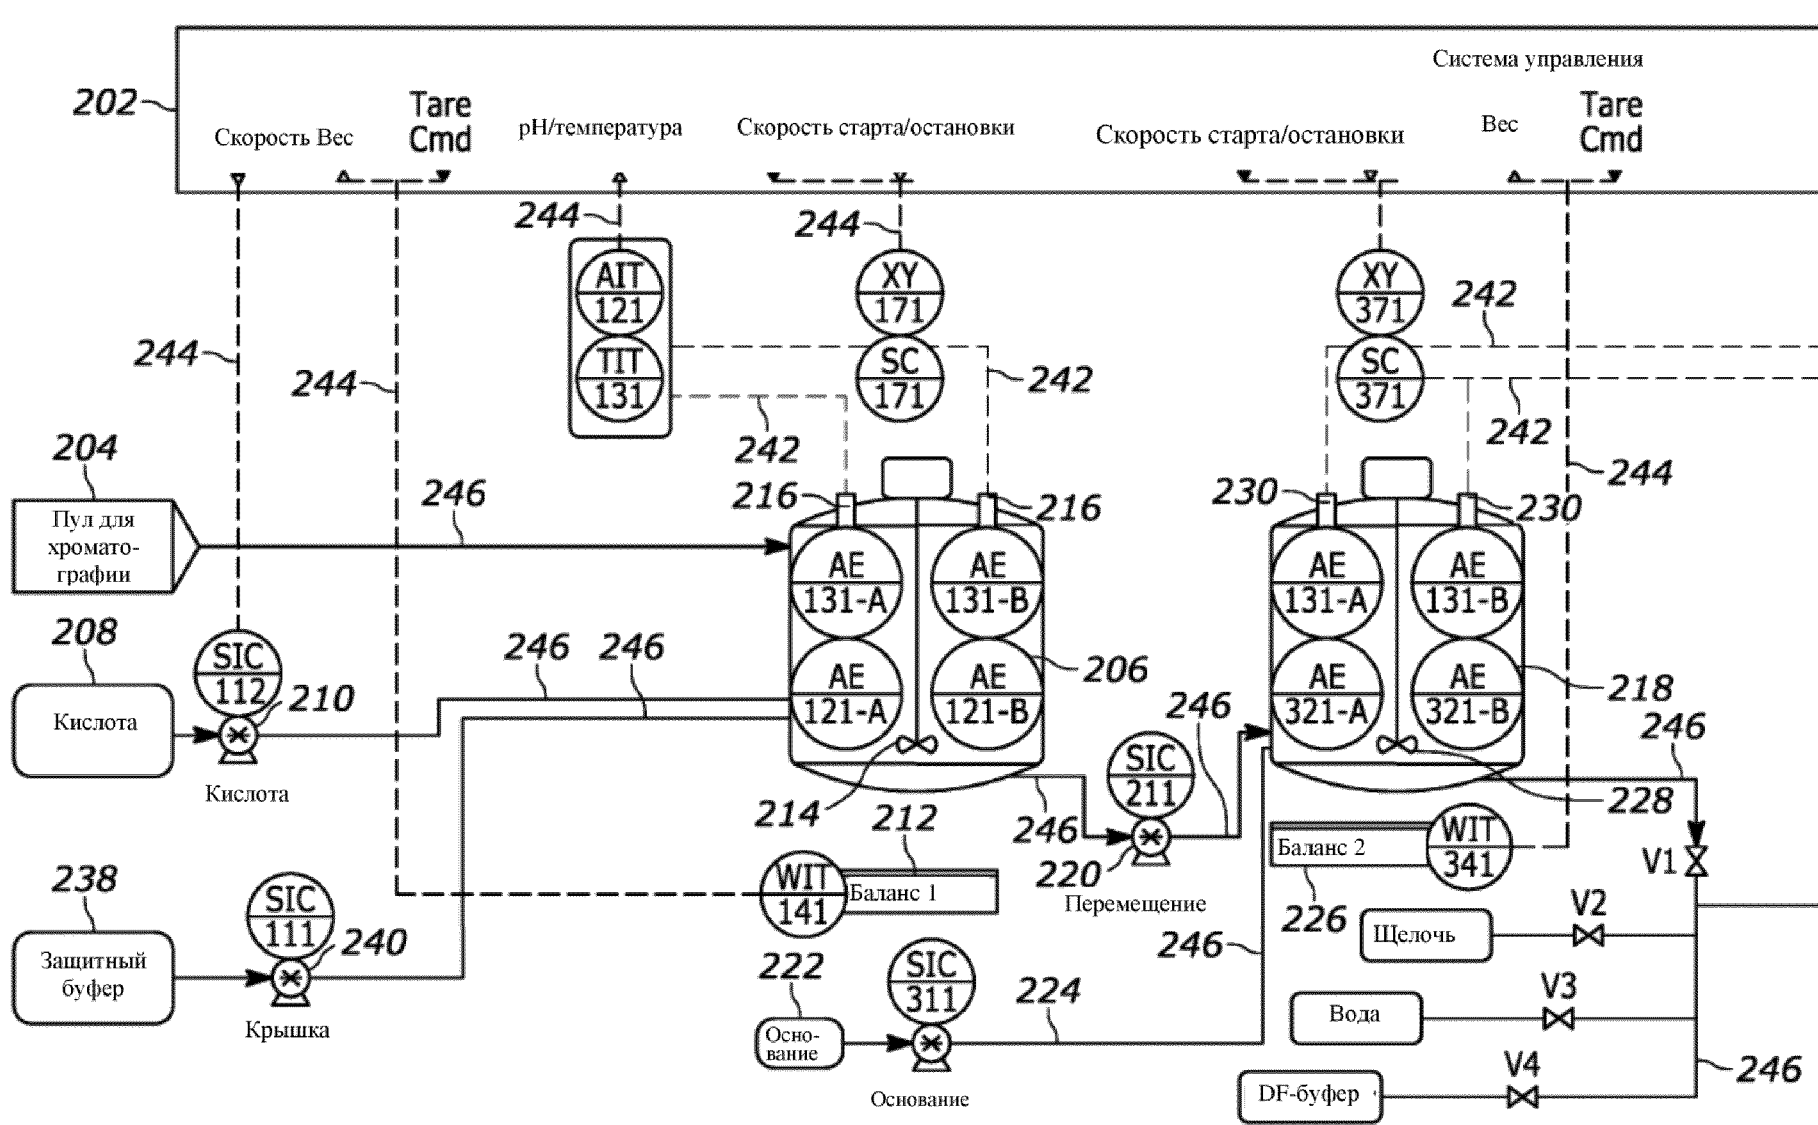 Система управления
202
Tare
Cmd
Скорость Вес
pH/температура
Скорость старта/остановки
Скорость старта/остановки
Вес
Tare
Cmd
244
244
AIT
121
XY
171
XY
371
242
244
244
TIT
131
SC
171
242
SC
371
242
242
204
246
216
216
230
230
244
Пул для
хромато-
графии
AE
131-A
AE
131-B
AE
131-A
AE
131-B
208
SIC
112
210
246
246
206
218
Кислота
AE
121-A
AE
121-B
AE
321-A
AE
321-B
246
246
Кислота
SIC
211
214
212
246
220
Перемещение
228
Баланс 2
WIT
341
V1
226
238
SIC
111
240
WIT
141
Баланс 1
V2
Щелочь
Защитный
буфер
Крышка
222
SIC
311
224
246
V3
Вода
Осно-
вание
Основание
V4
DF-буфер
246